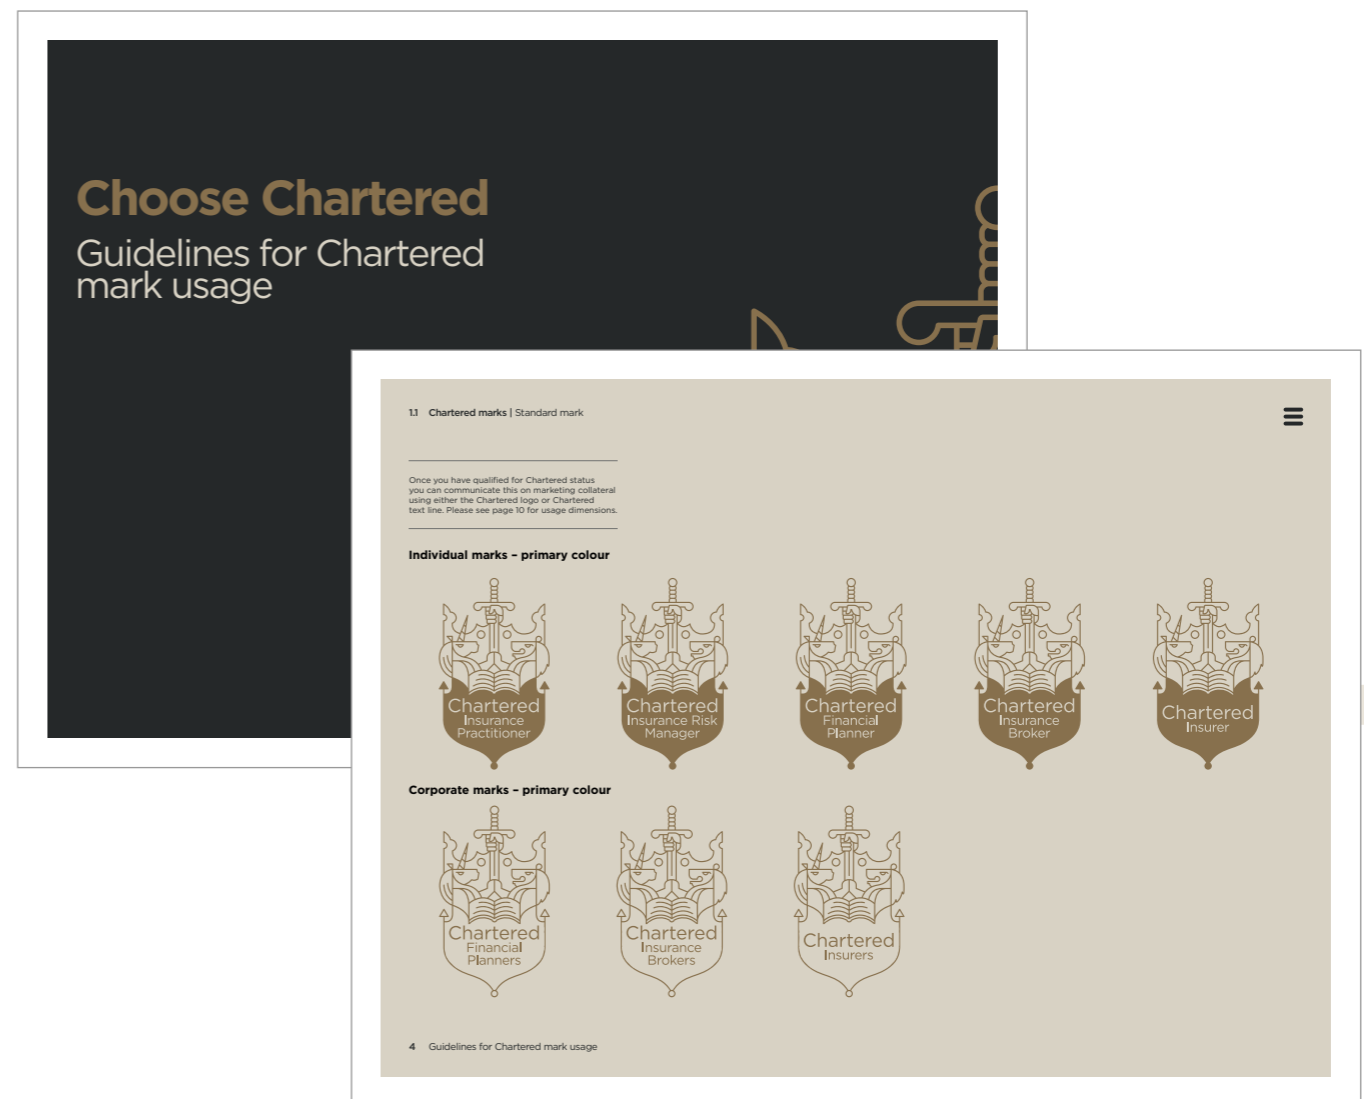 Choose Chartered
Guidelines for Chartered
mark usage
1.1 Chartered marks | Standard mark
Once you have qualified for Chartered status
you can communicate this on marketing collateral
using either the Chartered logo or Chartered
text line. Please see page 10 for usage dimensions.
Individual marks – primary colour
Chartered
Insurance
Practitioner
Chartered
Insurance Risk
Manager
Chartered
Financial
Planner
Chartered
Insurance
Broker
Chartered
Insurer
Corporate marks – primary colour
Chartered
Financial
Planners
Chartered
Insurance
Brokers
Chartered
Insurers
4 Guidelines for Chartered mark usage